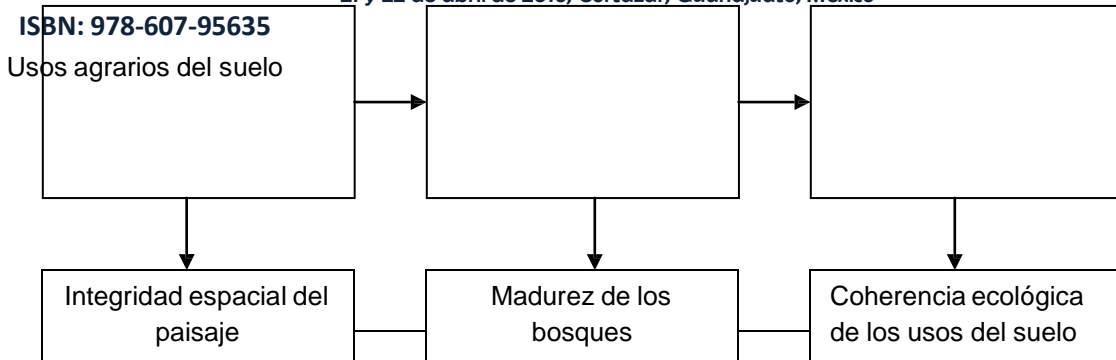 ISBN: 978-607-95635
Usos agrarios del suelo
Integridad espacial del
paisaje
Madurez de los
bosques
Coherencia ecológica
de los usos del suelo